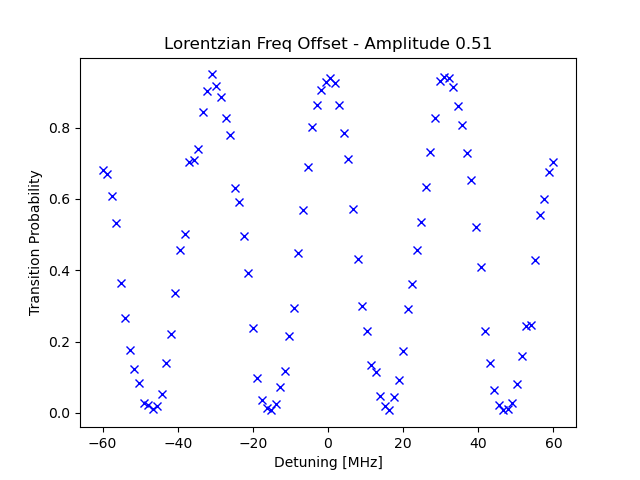 Lorentzian Freq Offset - Amplitude 0.51
Transition Probability
0.8
0.6
0.4
0.2
0.0
−60 −40 −20 0 20 40 60
Detuning [MHz]